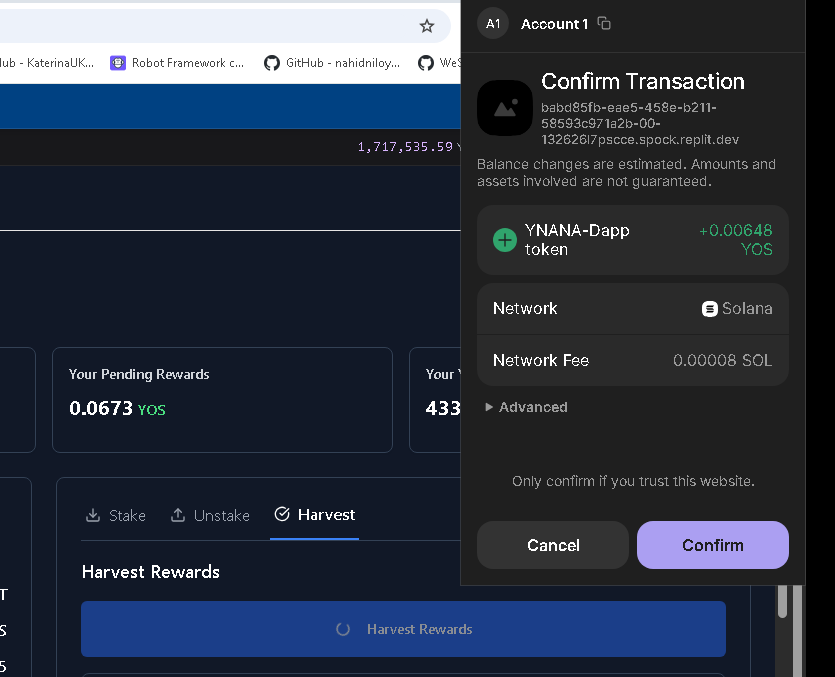 lub - KaterinaUK...
Robot Framework c...
GitHub - nahidniloy...
WeS
1,717,535.59 Y
Your Pending Rewards
0.0673 YOS
Your Y
433
Stake
Unstake
Harvest
Harvest Rewards
Harvest Rewards
T
S
5
A1
Account 1
Confirm Transaction
babd85fb-eae5-458e-b211-
58593c971a2b-00-
132626l7pscce.spock.replit.dev
Balance changes are estimated. Amounts and
assets involved are not guaranteed.
YNANA-Dapp
token
+0.00648
YOS
Network
Solana
Network Fee
0.00008 SOL
Advanced
Only confirm if you trust this website.
Cancel
Confirm